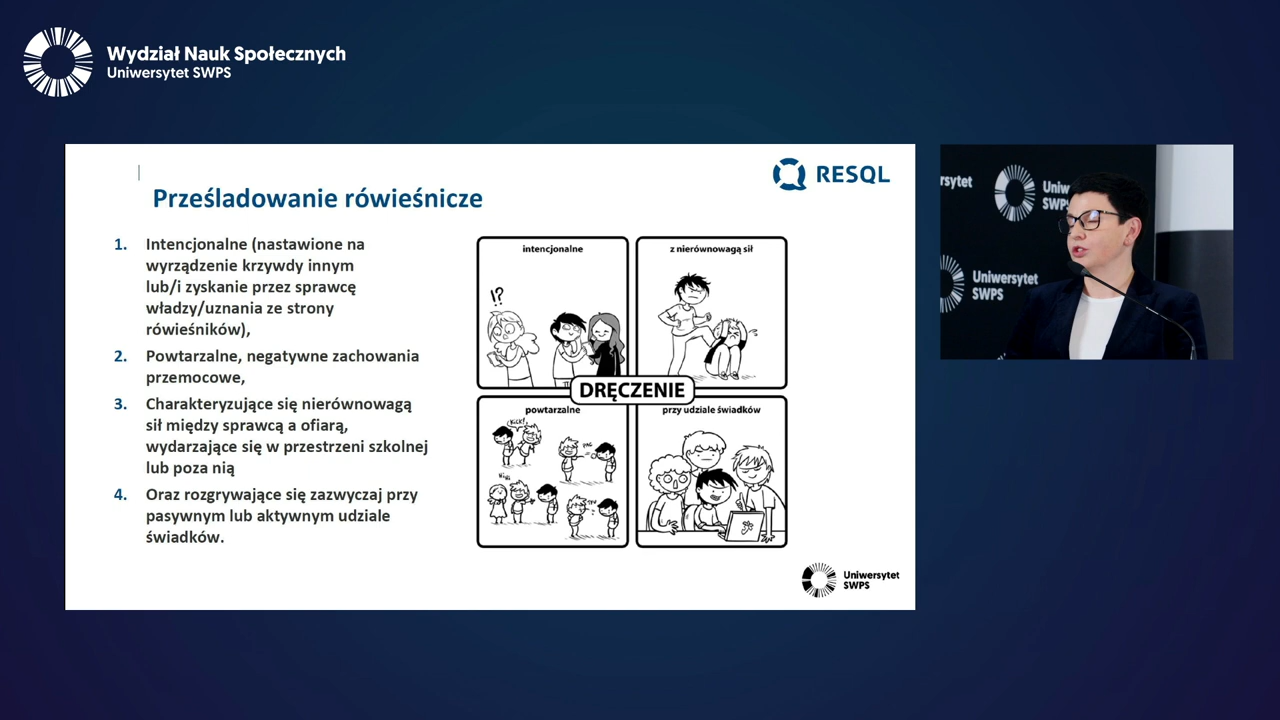 Wydział Nauk Społecznych
Uniwersytet SWPS
RESQL
Prześladowanie rówieśnicze
1. Intencjonalne (nastawione na
wyrządzenie krzywdy innym
lub/i zyskanie przez sprawcę
władzy/uznania ze strony
rówieśników),
2. Powtarzalne, negatywne zachowania
przemocowe,
3. Charakteryzujące się nierównowagą
sił między sprawcą a ofiarą,
wydarzające się w przestrzeni szkolnej
lub poza nią
4. Oraz rozgrywające się zazwyczaj przy
pasywnym lub aktywnym udziale
świadków.
intencjonalne
!?
z nierównowagą sił
DRĘCZENIE
powtarzalne
KICK!
PAC
przy udziale świadków
Uniwersytet
SWPS
rsytet
Uniw
SWPS
Uniwersytet
SWPS